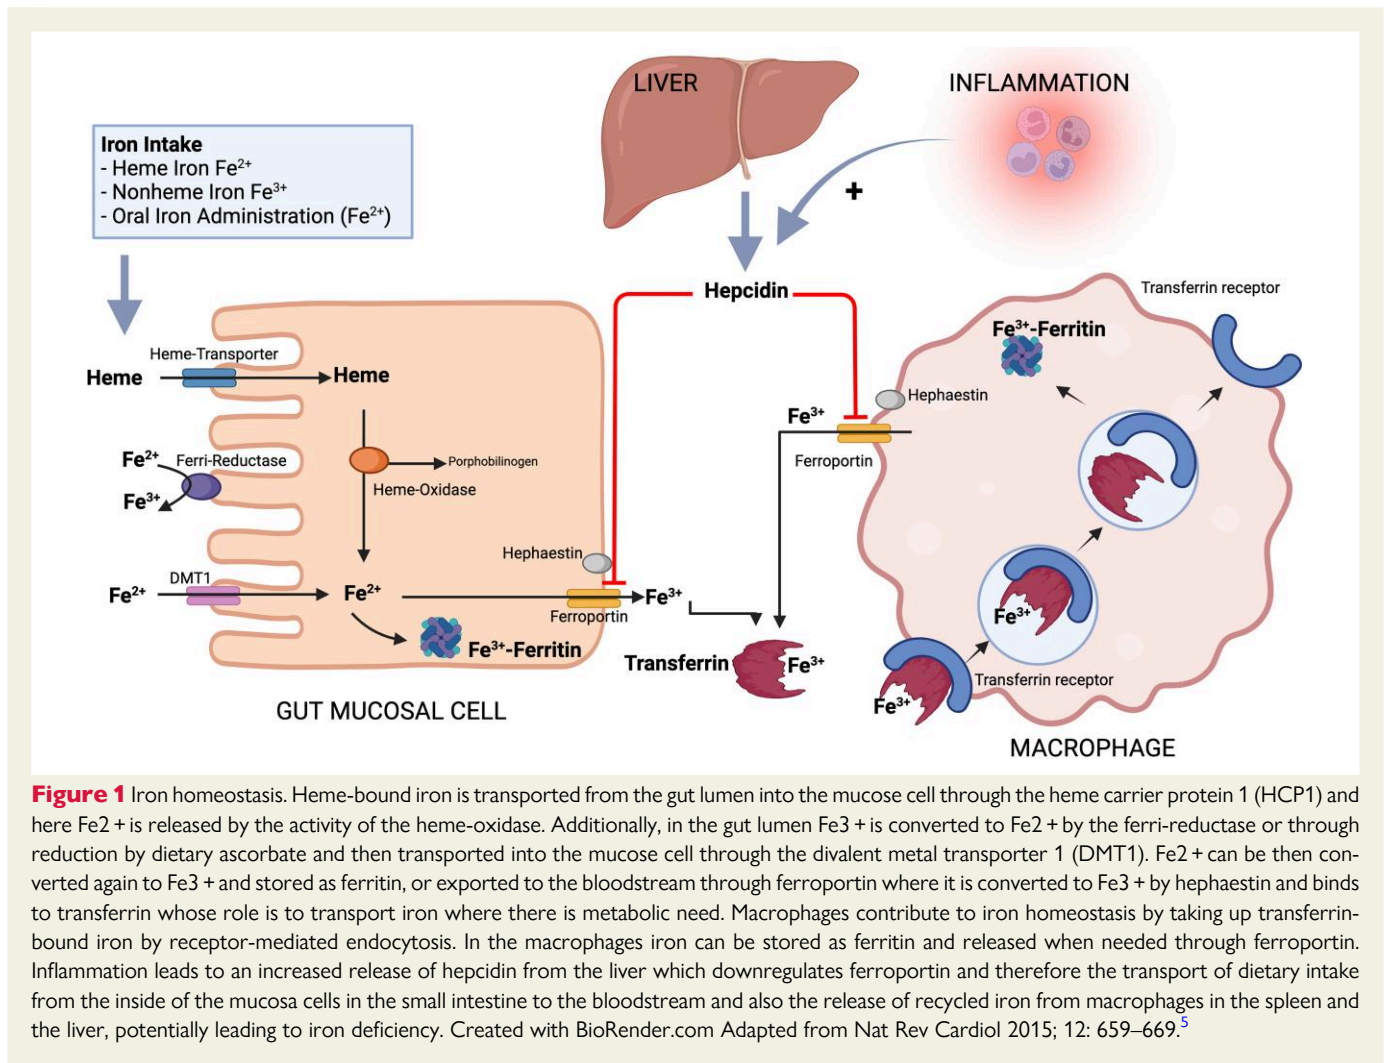 LIVER
INFLAMMATION
Iron Intake
- Heme Iron Fe²⁺
- Nonheme Iron Fe³⁺
- Oral Iron Administration (Fe²⁺)
+
Hepcidin
Heme-Transporter
Heme
Heme
Ferri-Reductase
Fe²⁺
Fe³⁺
Porphobilinogen
Heme-Oxidase
DMT1
Fe²⁺
Fe²⁺
Hephaestin
Ferroportin
Fe³⁺
Fe³⁺-Ferritin
GUT MUCOSAL CELL
Transferrin
Fe³⁺
Fe³⁺
Ferroportin
Hephaestin
Fe³⁺-Ferritin
Transferrin receptor
Fe³⁺
Fe³⁺
Transferrin receptor
MACROPHAGE
Figure 1 Iron homeostasis. Heme-bound iron is transported from the gut lumen into the mucose cell through the heme carrier protein 1 (HCP1) and
here Fe2 + is released by the activity of the heme-oxidase. Additionally, in the gut lumen Fe3 + is converted to Fe2 + by the ferri-reductase or through
reduction by dietary ascorbate and then transported into the mucose cell through the divalent metal transporter 1 (DMT1). Fe2 + can be then con-
verted again to Fe3 + and stored as ferritin, or exported to the bloodstream through ferroportin where it is converted to Fe3 + by hephaestin and binds
to transferrin whose role is to transport iron where there is metabolic need. Macrophages contribute to iron homeostasis by taking up transferrin-
bound iron by receptor-mediated endocytosis. In the macrophages iron can be stored as ferritin and released when needed through ferroportin.
Inflammation leads to an increased release of hepcidin from the liver which downregulates ferroportin and therefore the transport of dietary intake
from the inside of the mucosa cells in the small intestine to the bloodstream and also the release of recycled iron from macrophages in the spleen and
the liver, potentially leading to iron deficiency. Created with BioRender.com Adapted from Nat Rev Cardiol 2015; 12: 659–669.⁵